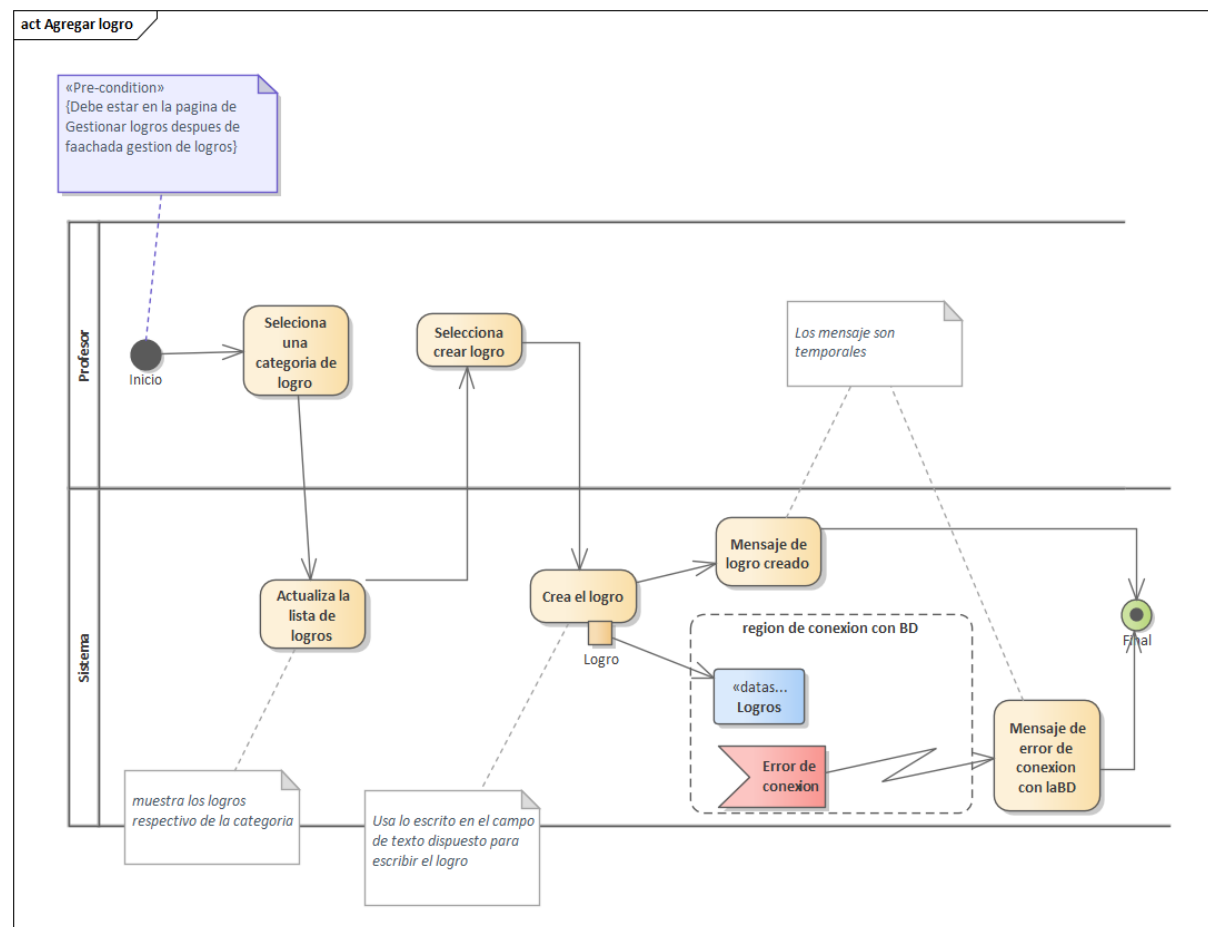 act Agregar logro
«Pre-condition»
{Debe estar en la pagina de
Gestionar logros despues de
faachada gestion de logros}
Profesor
Inicio
Seleciona
una
categoria de
logro
Selecciona
crear logro
Los mensaje son
temporales
Sistema
Actualiza la
lista de
logros
Crea el logro
Logro
Mensaje de
logro creado
Final
region de conexion con BD
«datas...
Logros
Error de
conexion
Mensaje de
error de
conexion
con laBD
muestra los logros
respectivo de la categoria
Usa lo escrito en el campo
de texto dispuesto para
escribir el logro